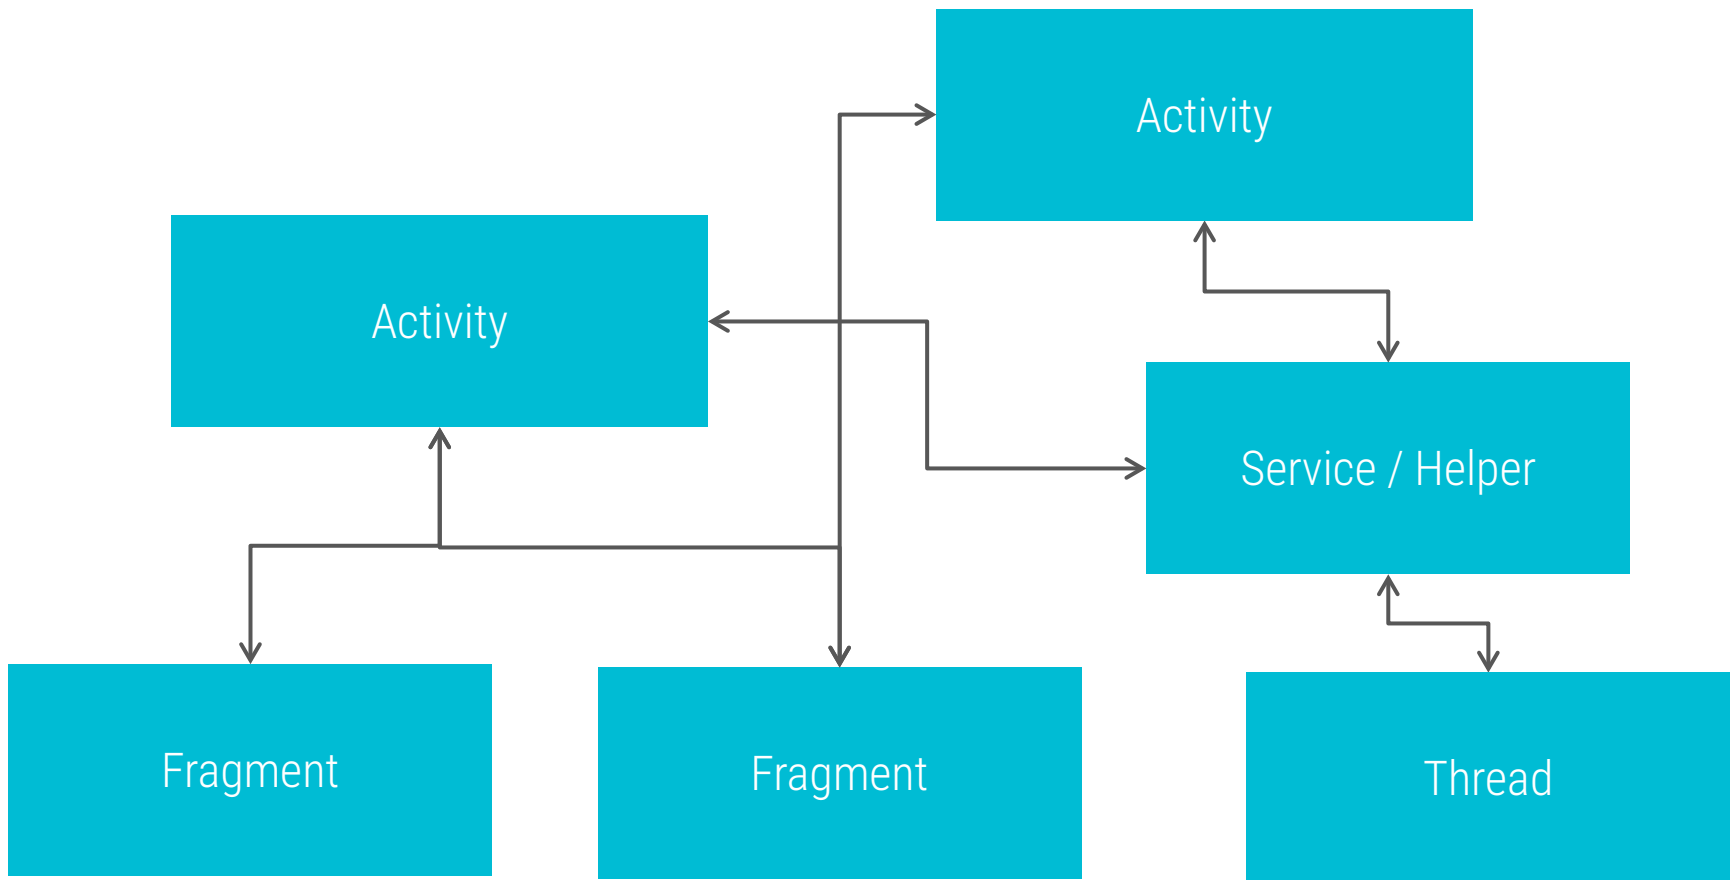 Activity
Activity
Service / Helper
Fragment
Fragment
Thread